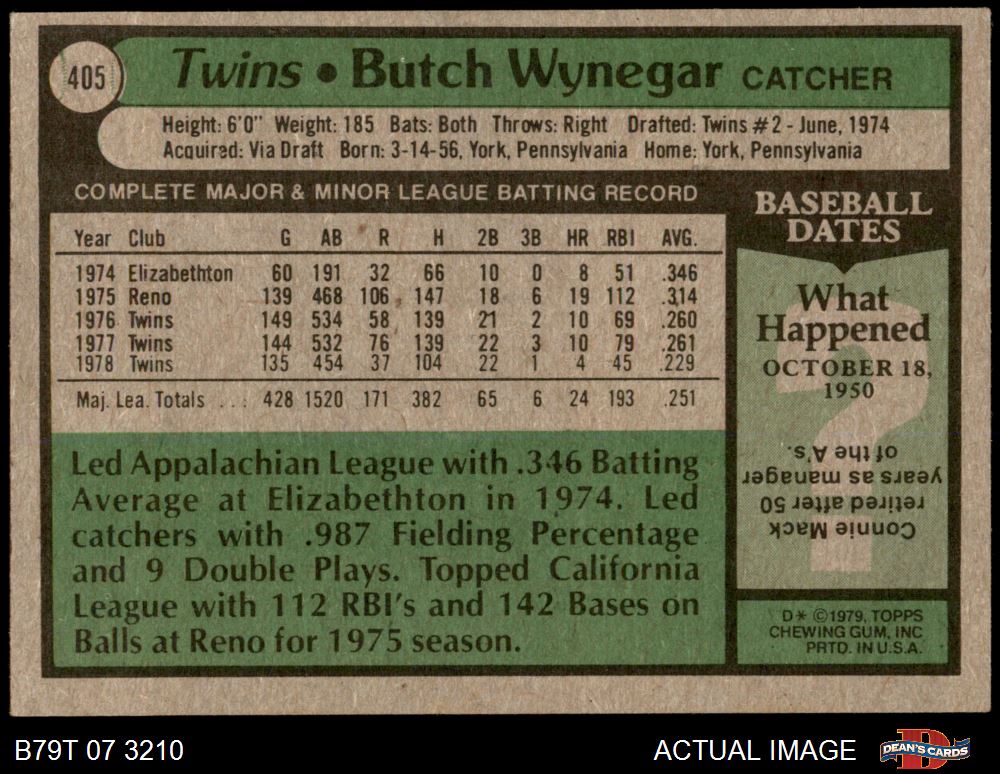 405
Twins • Butch Wynegar CATCHER
Height: 6'0" Weight: 185 Bats: Both Throws: Right Drafted: Twins #2 - June, 1974
Acquired: Via Draft Born: 3-14-56, York, Pennsylvania Home: York, Pennsylvania
COMPLETE MAJOR & MINOR LEAGUE BATTING RECORD
Year Club G AB R H 2B 3B HR RBI AVG.
1974 Elizabethton 60 191 32 66 10 0 8 51 .346
1975 Reno 139 468 106 147 18 6 19 112 .314
1976 Twins 149 534 58 139 21 2 10 69 .260
1977 Twins 144 532 76 139 22 3 10 79 .261
1978 Twins 135 454 37 104 22 1 4 45 .229
Maj. Lea. Totals ... 428 1520 171 382 65 6 24 193 .251
Led Appalachian League with .346 Batting
Average at Elizabethton in 1974. Led
catchers with .987 Fielding Percentage
and 9 Double Plays. Topped California
League with 112 RBI's and 142 Bases on
Balls at Reno for 1975 season.
BASEBALL
DATES
What
Happened
OCTOBER 18,
1950
?
Connie Mack
retired after 50
years as manager
of the A's.
D* ©1979, TOPPS
CHEWING GUM, INC
PRTD. IN U.S.A.
B79T 07 3210
ACTUAL IMAGE
DEAN'S CARDS